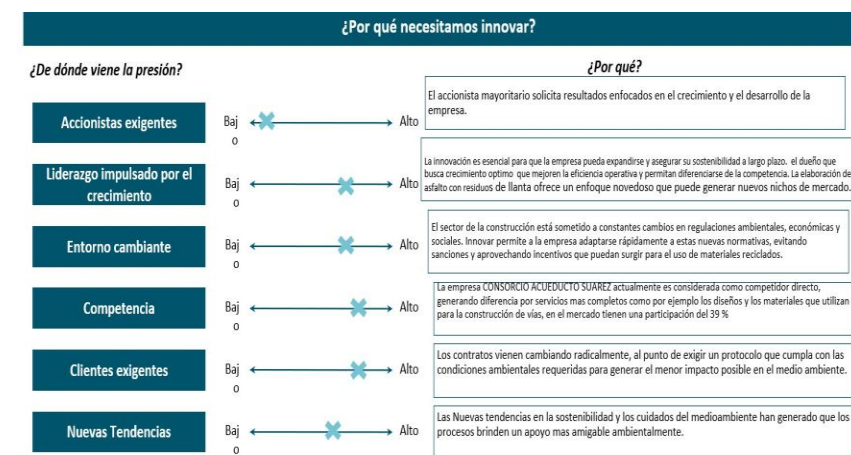 ¿Por qué necesitamos innovar?
¿De dónde viene la presión?
¿Por qué?
Accionistas exigentes
Baj
o
Alto
El accionista mayoritario solicita resultados enfocados en el crecimiento y el desarrollo de la
empresa.
Liderazgo impulsado por el
crecimiento
Baj
o
Alto
La innovación es esencial para que la empresa pueda expandirse y asegurar su sostenibilidad a largo plazo. el dueño que
busca crecimiento optimo que mejoren la eficiencia operativa y permitan diferenciarse de la competencia. La elaboración de
asfalto con residuos de llanta ofrece un enfoque novedoso que puede generar nuevos nichos de mercado.
Entorno cambiante
Baj
o
Alto
El sector de la construcción está sometido a constantes cambios en regulaciones ambientales, económicas y
sociales. Innovar permite a la empresa adaptarse rápidamente a estas nuevas normativas, evitando
sanciones y aprovechando incentivos que puedan surgir para el uso de materiales reciclados.
Competencia
Baj
o
Alto
La empresa CONSORCIO ACUEDUCTO SUAREZ actualmente es considerada como competidor directo,
generando diferencia por servicios mas completos como por ejemplo los diseños y los materiales que utilizan
para la construcción de vías, en el mercado tienen una participación del 39 %
Clientes exigentes
Baj
o
Alto
Los contratos vienen cambiando radicalmente, al punto de exigir un protocolo que cumpla con las
condiciones ambientales requeridas para generar el menor impacto posible en el medio ambiente.
Nuevas Tendencias
Baj
o
Alto
Las Nuevas tendencias en la sostenibilidad y los cuidados del medioambiente han generado que los
procesos brinden un apoyo mas amigable ambientalmente.